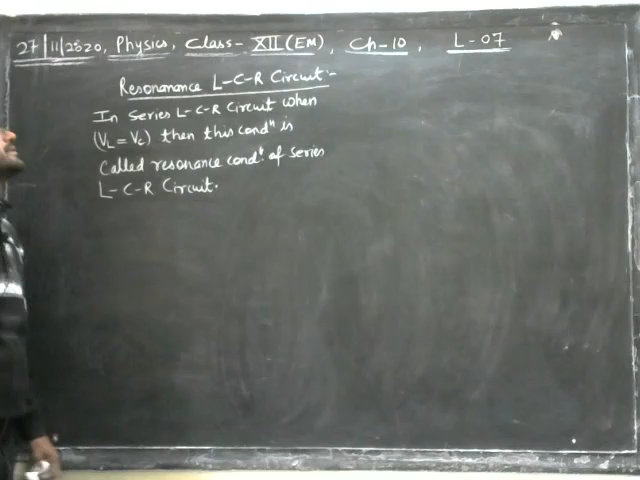 27/11/2020, Physics, Class- XII (EM), Ch-10, L-07
Resonanance L-C-R Circuit:-
In Series L-C-R Circuit when
(VL = Vc) then this condn is
Called resonance condn. of Series
L-C-R Circuit.